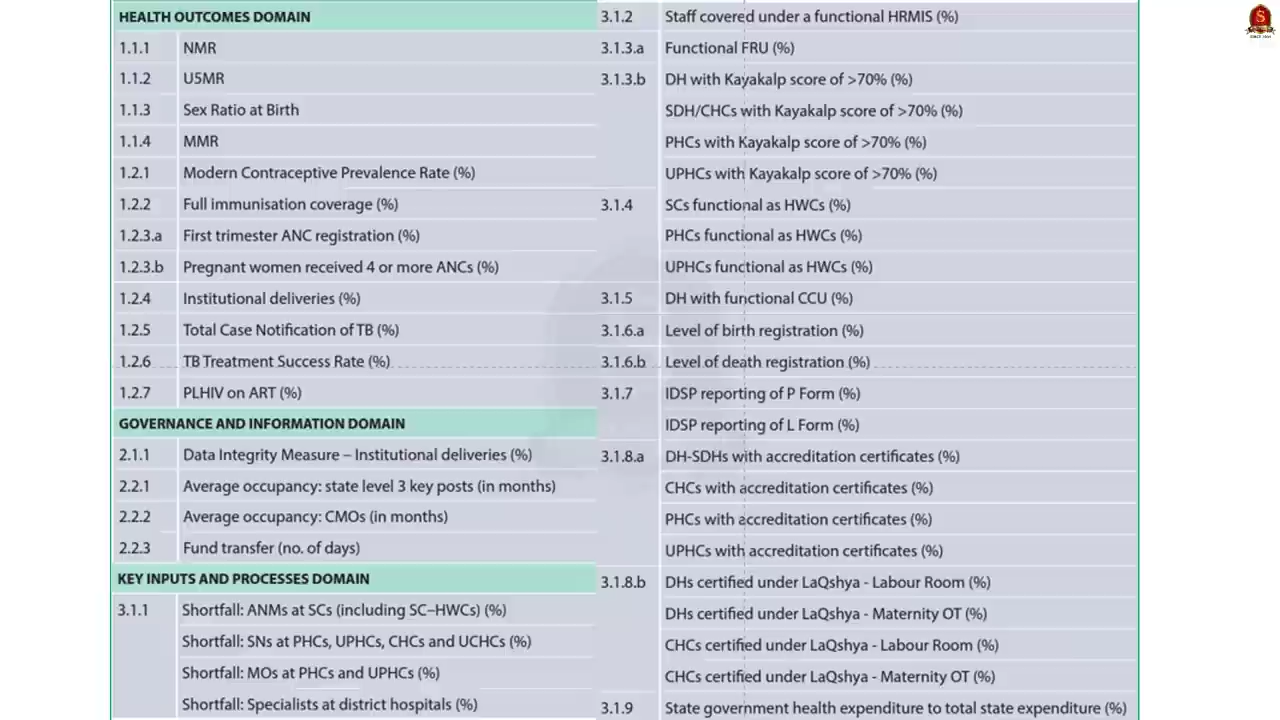 HEALTH OUTCOMES DOMAIN
1.1.1 NMR
1.1.2 U5MR
1.1.3 Sex Ratio at Birth
1.1.4 MMR
1.2.1 Modern Contraceptive Prevalence Rate (%)
1.2.2 Full immunisation coverage (%)
1.2.3.a First trimester ANC registration (%)
1.2.3.b Pregnant women received 4 or more ANCs (%)
1.2.4 Institutional deliveries (%)
1.2.5 Total Case Notification of TB (%)
1.2.6 TB Treatment Success Rate (%)
1.2.7 PLHIV on ART (%)
GOVERNANCE AND INFORMATION DOMAIN
2.1.1 Data Integrity Measure – Institutional deliveries (%)
2.2.1 Average occupancy: state level 3 key posts (in months)
2.2.2 Average occupancy: CMOs (in months)
2.2.3 Fund transfer (no. of days)
KEY INPUTS AND PROCESSES DOMAIN
3.1.1 Shortfall: ANMs at SCs (including SC–HWCs) (%)
Shortfall: SNs at PHCs, UPHCs, CHCs and UCHCs (%)
Shortfall: MOs at PHCs and UPHCs (%)
Shortfall: Specialists at district hospitals (%)
3.1.2 Staff covered under a functional HRMIS (%)
3.1.3.a Functional FRU (%)
3.1.3.b DH with Kayakalp score of >70% (%)
SDH/CHCs with Kayakalp score of >70% (%)
PHCs with Kayakalp score of >70% (%)
UPHCs with Kayakalp score of >70% (%)
3.1.4 SCs functional as HWCs (%)
PHCs functional as HWCs (%)
UPHCs functional as HWCs (%)
3.1.5 DH with functional CCU (%)
3.1.6.a Level of birth registration (%)
3.1.6.b Level of death registration (%)
3.1.7 IDSP reporting of P Form (%)
IDSP reporting of L Form (%)
3.1.8.a DH-SDHs with accreditation certificates (%)
CHCs with accreditation certificates (%)
PHCs with accreditation certificates (%)
UPHCs with accreditation certificates (%)
3.1.8.b DHs certified under LaQshya - Labour Room (%)
DHs certified under LaQshya - Maternity OT (%)
CHCs certified under LaQshya - Labour Room (%)
CHCs certified under LaQshya - Maternity OT (%)
3.1.9 State government health expenditure to total state expenditure (%)
S